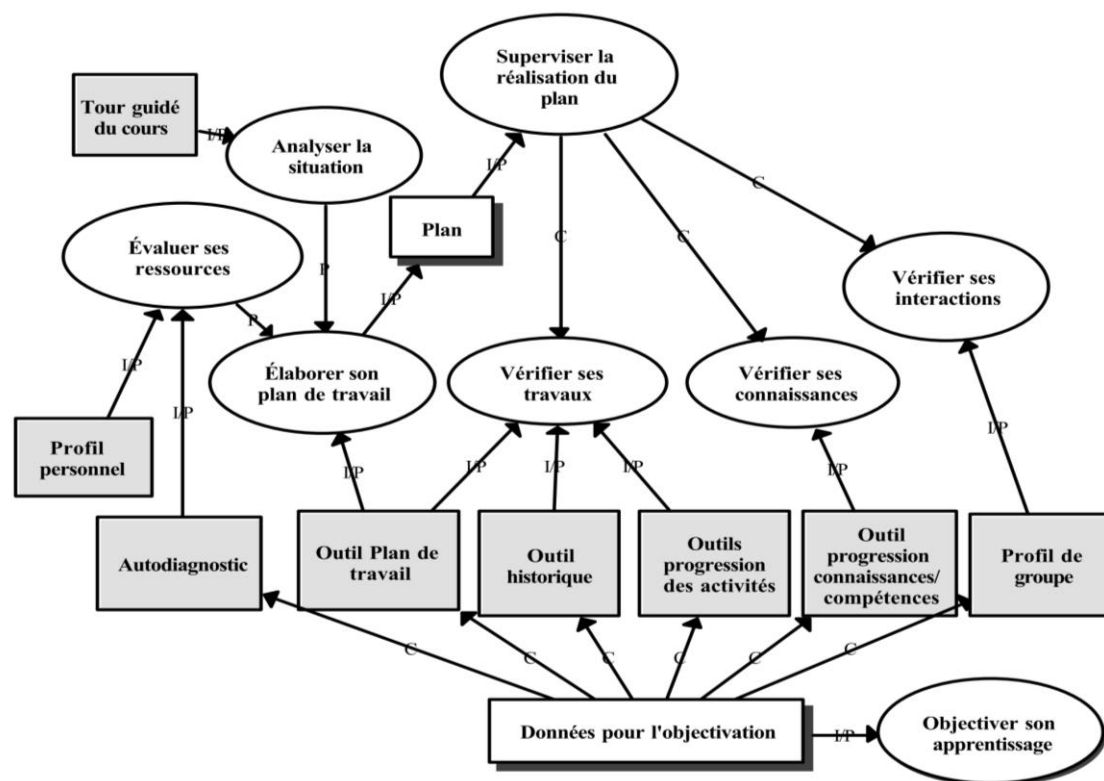 Superviser la
réalisation du
plan
Tour guidé
du cours
I/P
Analyser la
situation
I/P
Plan
C
Évaluer ses
ressources
C
C
Vérifier ses
interactions
P
I/P
P
Élaborer son
plan de travail
Vérifier ses
travaux
Vérifier ses
connaissances
I/P
I/P
I/P
Profil
personnel
I/P
I/P
I/P
I/P
I/P
Autodiagnostic
Outil Plan de
travail
Outil
historique
Outils
progression
des activités
Outil
progression
connaissances/
compétences
Profil de
groupe
C
C
C
C
C
C
Données pour l'objectivation
I/P
Objectiver son
apprentissage